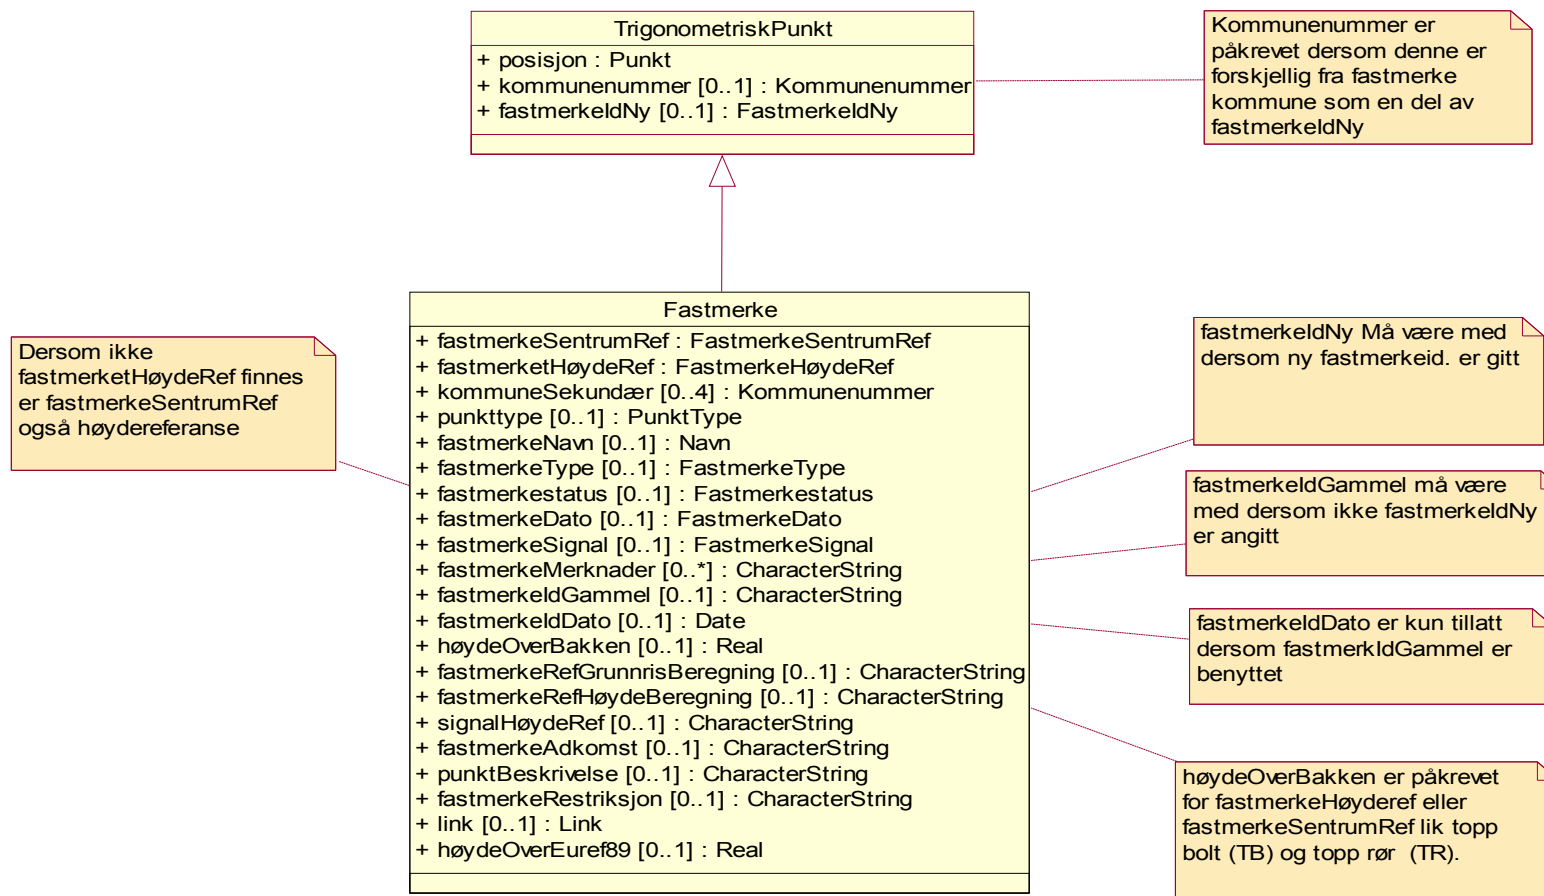 TrigonometriskPunkt
+ posisjon : Punkt
+ kommunenummer [0..1] : Kommunenummer
+ fastmerkeIdNy [0..1] : FastmerkeIdNy
Kommunenummer er
påkrevet dersom denne er
forskjellig fra fastmerke
kommune som en del av
fastmerkeIdNy
Fastmerke
+ fastmerkeSentrumRef : FastmerkeSentrumRef
+ fastmerketHøydeRef : FastmerkeHøydeRef
+ kommuneSekundær [0..4] : Kommunenummer
+ punkttype [0..1] : PunktType
+ fastmerkeNavn [0..1] : Navn
+ fastmerkeType [0..1] : FastmerkeType
+ fastmerkestatus [0..1] : Fastmerkestatus
+ fastmerkeDato [0..1] : FastmerkeDato
+ fastmerkeSignal [0..1] : FastmerkeSignal
+ fastmerkeMerknader [0..*] : CharacterString
+ fastmerkeIdGammel [0..1] : CharacterString
+ fastmerkeIdDato [0..1] : Date
+ høydeOverBakken [0..1] : Real
+ fastmerkeRefGrunnrisBeregning [0..1] : CharacterString
+ fastmerkeRefHøydeBeregning [0..1] : CharacterString
+ signalHøydeRef [0..1] : CharacterString
+ fastmerkeAdkomst [0..1] : CharacterString
+ punktBeskrivelse [0..1] : CharacterString
+ fastmerkeRestriksjon [0..1] : CharacterString
+ link [0..1] : Link
+ høydeOverEuref89 [0..1] : Real
Dersom ikke
fastmerketHøydeRef finnes
er fastmerkeSentrumRef
også høydereferanse
fastmerkeIdNy Må være med
dersom ny fastmerkeid. er gitt
fastmerkeIdGammel må være
med dersom ikke fastmerkeIdNy
er angitt
fastmerkeIdDato er kun tillatt
dersom fastmerkIdGammel er
benyttet
høydeOverBakken er påkrevet
for fastmerkeHøyderef eller
fastmerkeSentrumRef lik topp
bolt (TB) og topp rør (TR).